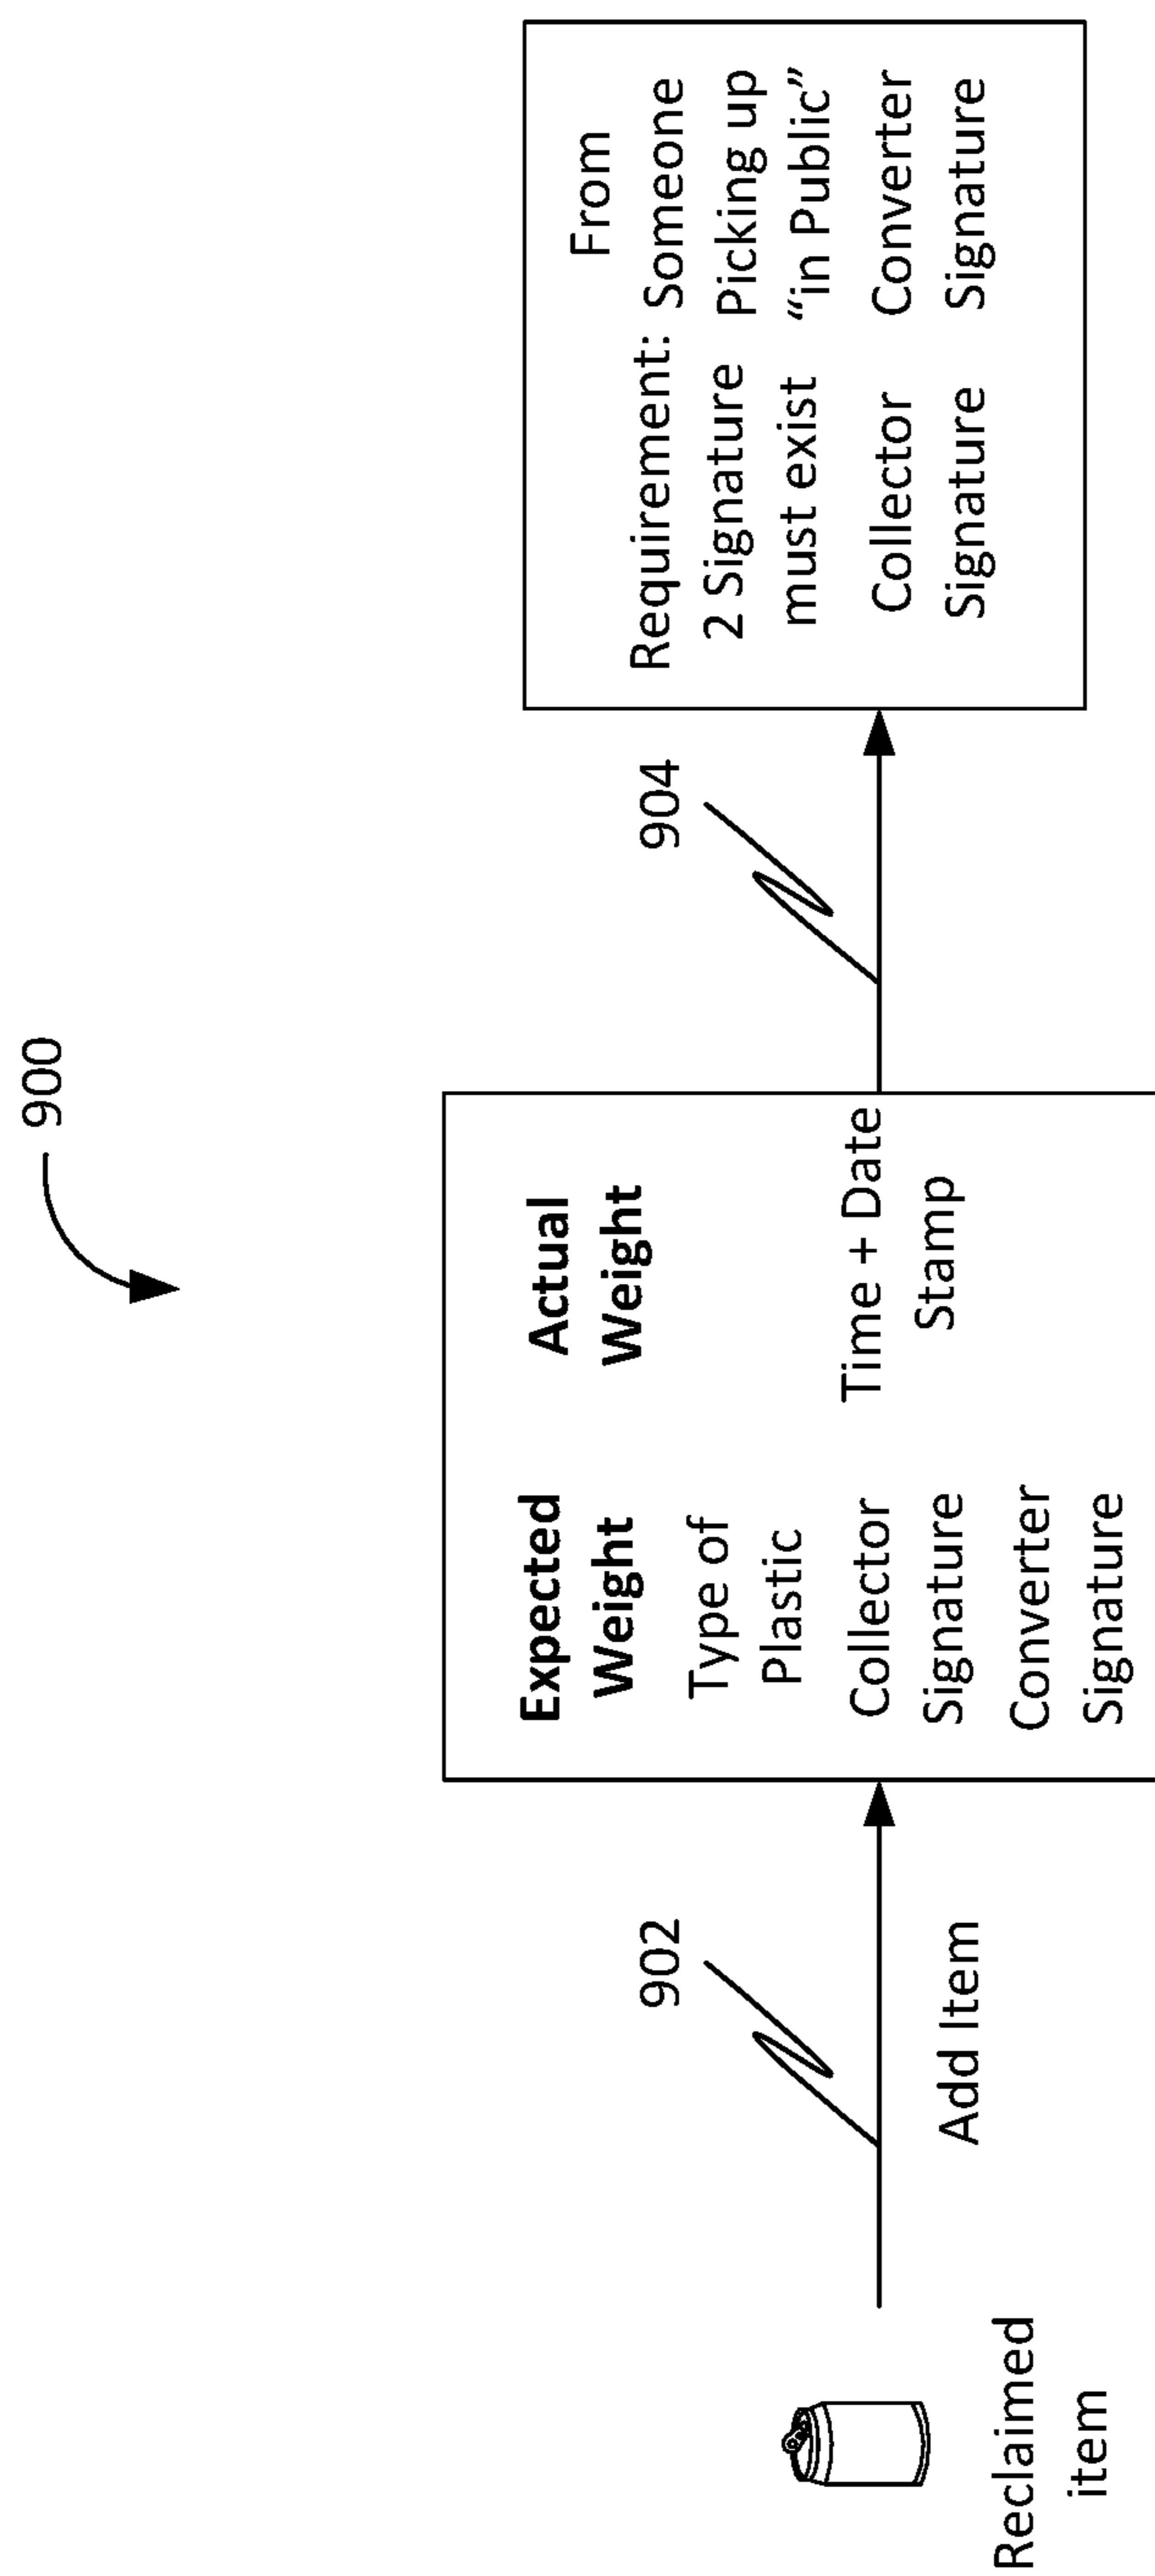 900
Reclaimed
item
902
Add Item
Expected
Weight
Type of
Plastic
Collector
Signature
Converter
Signature
Actual
Weight
Time + Date
Stamp
904
Requirement:
2 Signature
must exist
Collector
Signature
From
Someone
Picking up
“in Public”
Converter
Signature